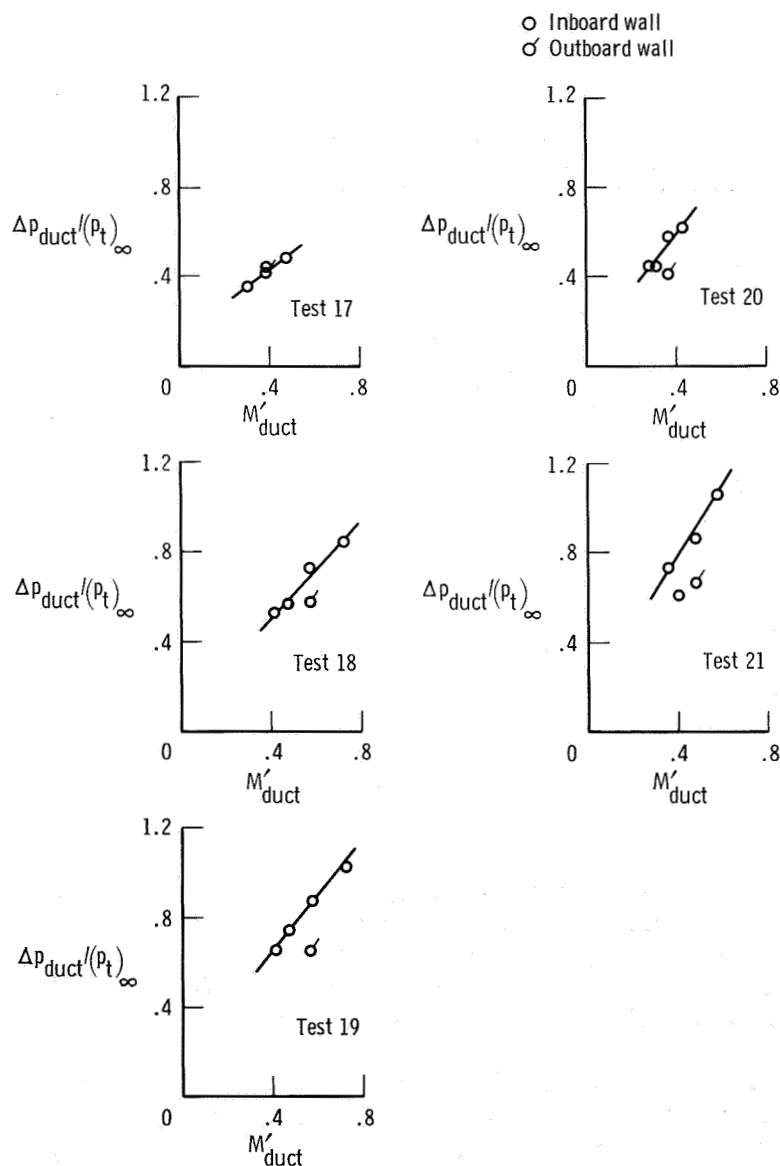 Inboard wall
Outboard wall
1.2
.8
.4
0
.4
.8
Δp_duct/(p_t)_∞
M′_duct
Test 17
1.2
.8
.4
0
.4
.8
Δp_duct/(p_t)_∞
M′_duct
Test 20
1.2
.8
.4
0
.4
.8
Δp_duct/(p_t)_∞
M′_duct
Test 18
1.2
.8
.4
0
.4
.8
Δp_duct/(p_t)_∞
M′_duct
Test 21
1.2
.8
.4
0
.4
.8
Δp_duct/(p_t)_∞
M′_duct
Test 19